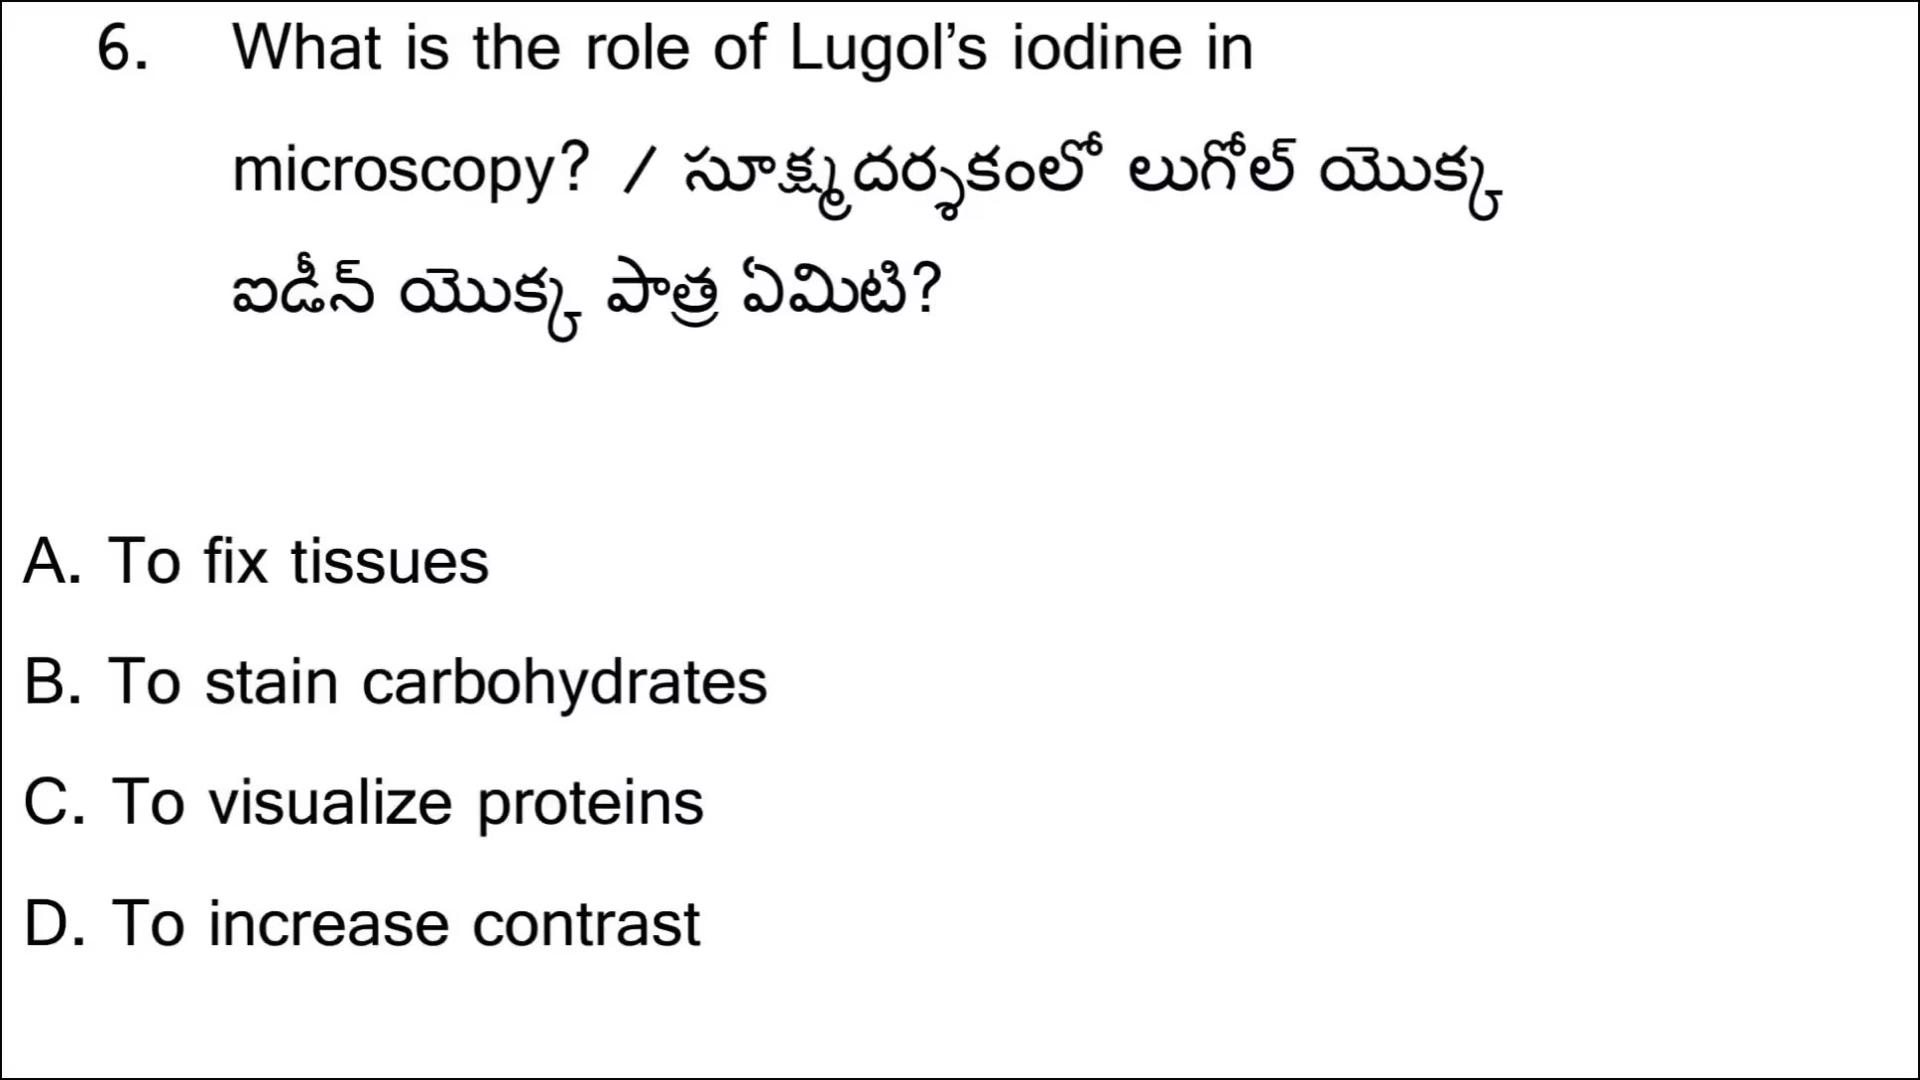 6. What is the role of Lugol’s iodine in
microscopy? / సూక్ష్మదర్శకంలో లుగోల్ యొక్క
ఐడీన్ యొక్క పాత్ర ఏమిటి?
A. To fix tissues
B. To stain carbohydrates
C. To visualize proteins
D. To increase contrast